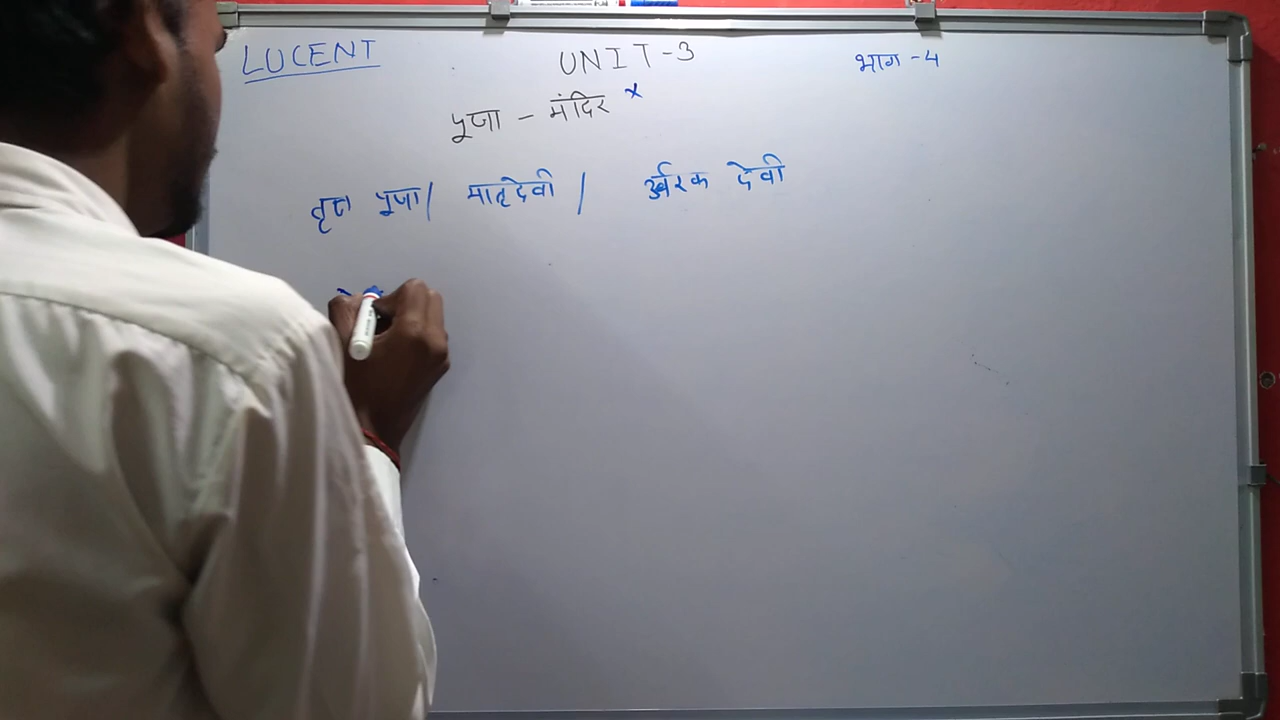 LUCENT UNIT-3 भाग-4
पूजा - मंदिर x
पूजा / मातृदेवी / उर्वरक देवी